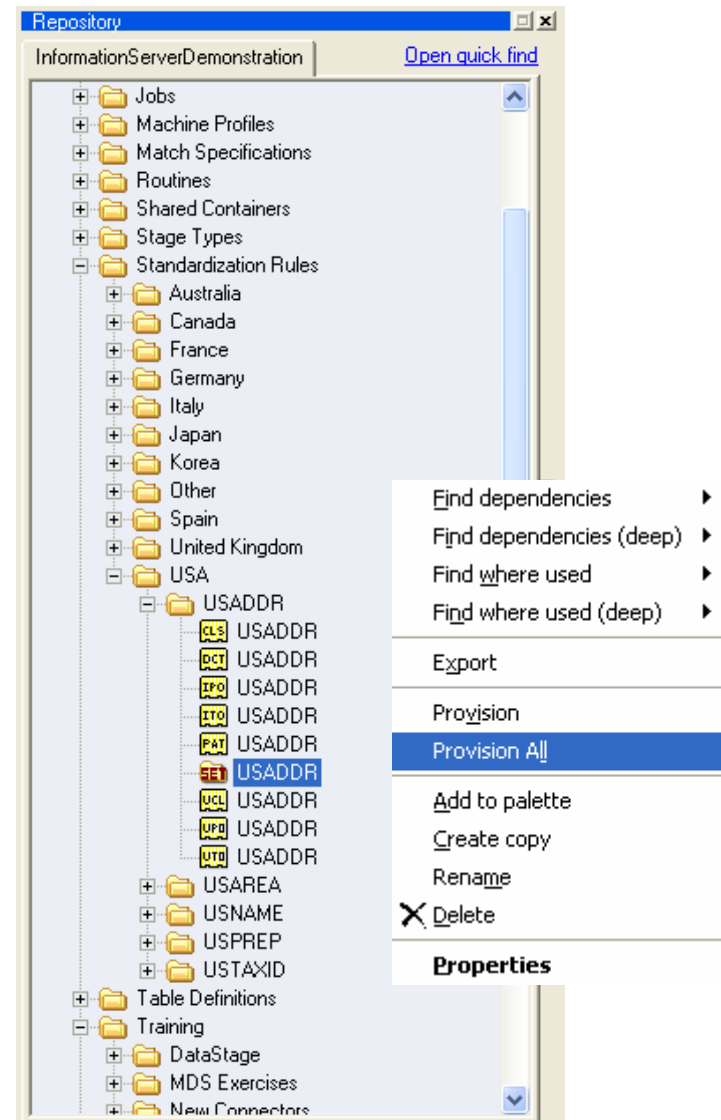 Repository
InformationServerDemonstration Open quick find
Jobs
Machine Profiles
Match Specifications
Routines
Shared Containers
Stage Types
Standardization Rules
Australia
Canada
France
Germany
Italy
Japan
Korea
Other
Spain
United Kingdom
USA
USADDR
CLS USADDR
DCT USADDR
IPO USADDR
ITO USADDR
PAT USADDR
SET USADDR
UCL USADDR
UPO USADDR
UTO USADDR
USAREA
USNAME
USPREP
USTAXID
Table Definitions
Training
DataStage
MDS Exercises
New Connectors
Find dependencies
Find dependencies (deep)
Find where used
Find where used (deep)
Export
Provision
Provision All
Add to palette
Create copy
Rename
Delete
Properties